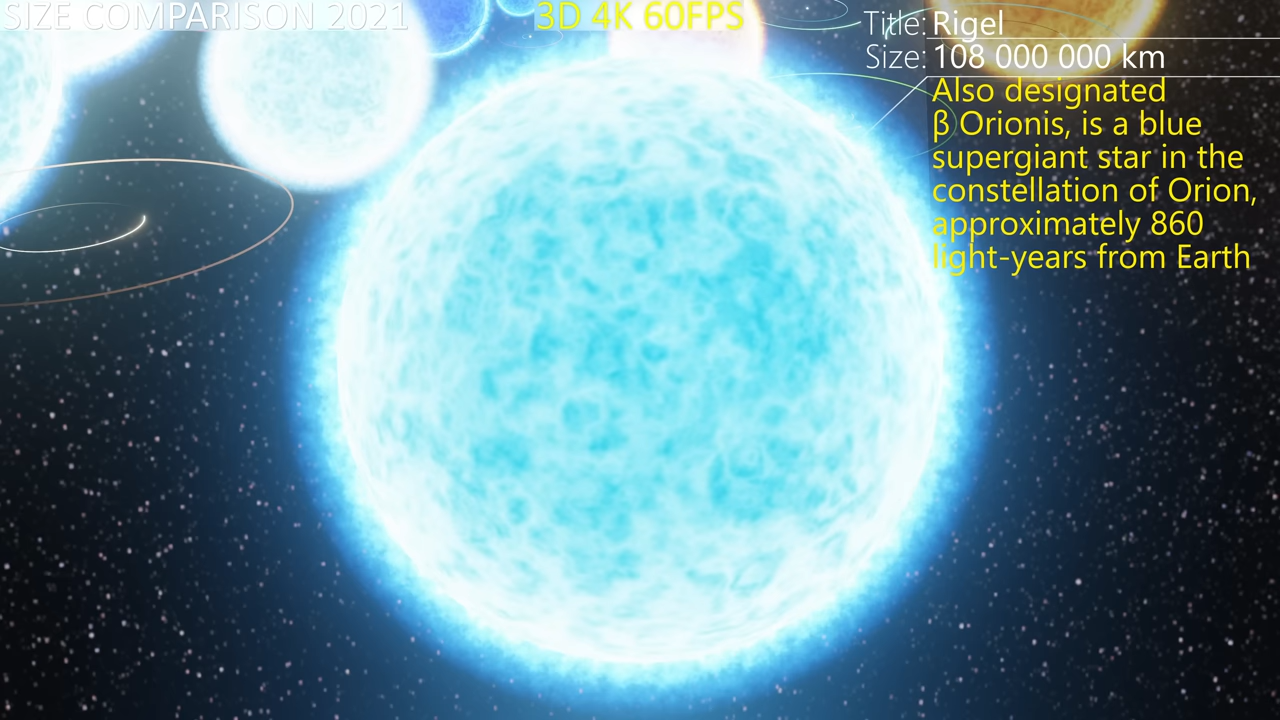 SIZE COMPARISON 2021
3D 4K 60FPS
Title: Rigel
Size: 108 000 000 km
Also designated
β Orionis, is a blue
supergiant star in the
constellation of Orion,
approximately 860
light-years from Earth